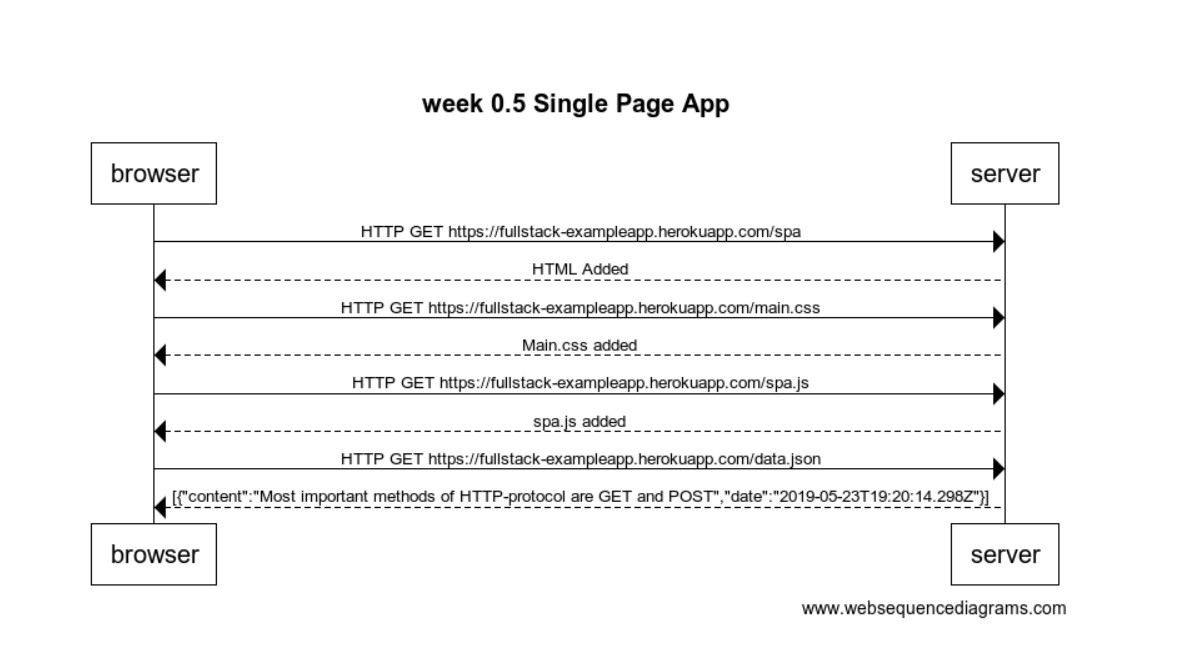 week 0.5 Single Page App
browser
server
HTTP GET https://fullstack-exampleapp.herokuapp.com/spa
HTML Added
HTTP GET https://fullstack-exampleapp.herokuapp.com/main.css
Main.css added
HTTP GET https://fullstack-exampleapp.herokuapp.com/spa.js
spa.js added
HTTP GET https://fullstack-exampleapp.herokuapp.com/data.json
[{"content":"Most important methods of HTTP-protocol are GET and POST","date":"2019-05-23T19:20:14.298Z"}]
browser
server
www.websequencediagrams.com